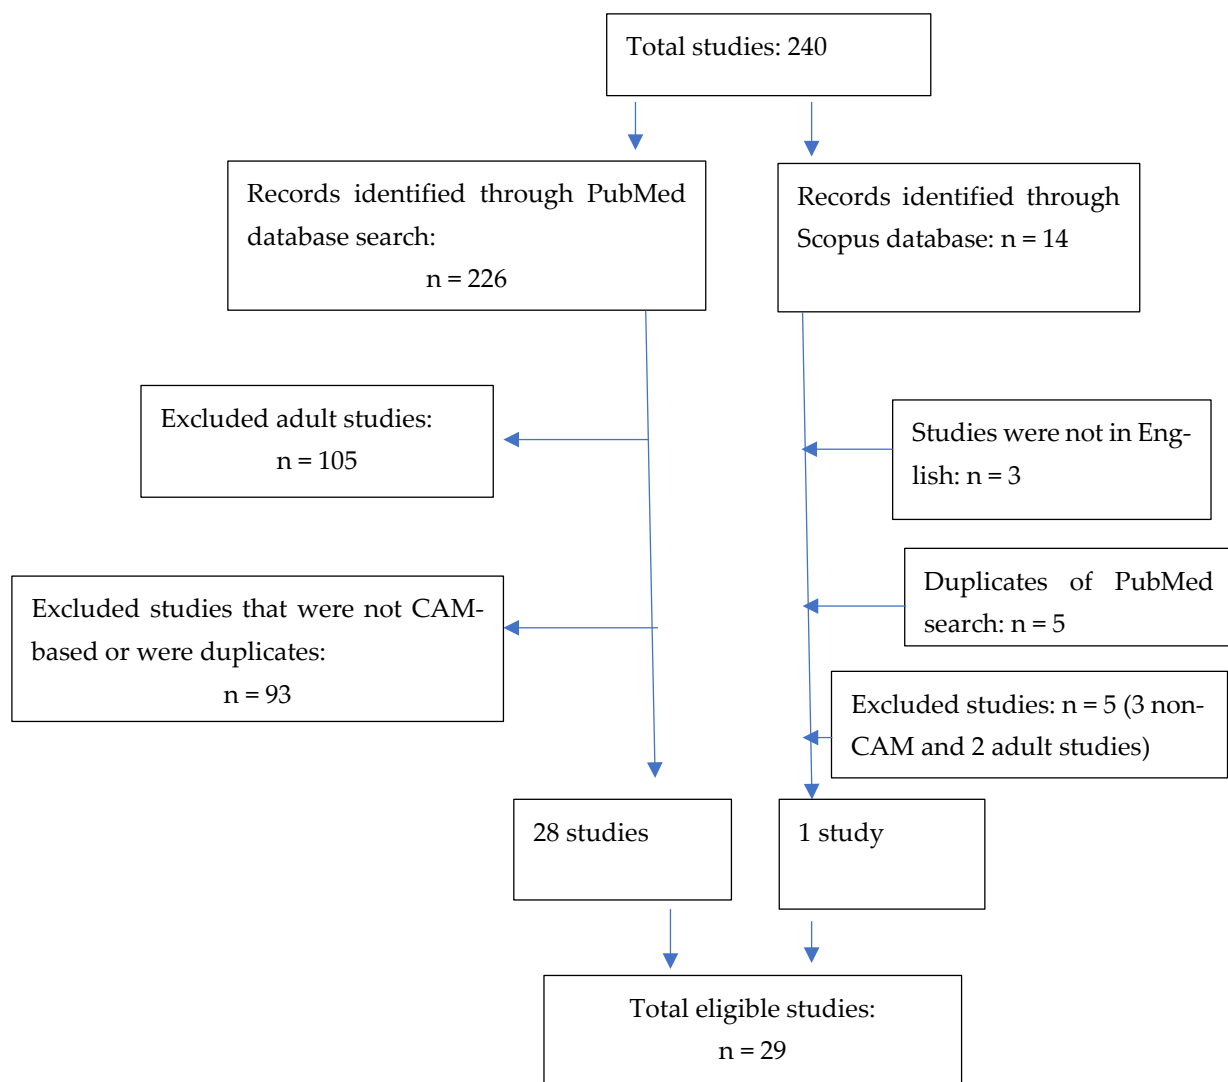 Total studies: 240
Records identified through PubMed
database search:
n = 226
Records identified through
Scopus database: n = 14
Excluded adult studies:
n = 105
Studies were not in Eng-
lish: n = 3
Excluded studies that were not CAM-
based or were duplicates:
n = 93
Duplicates of PubMed
search: n = 5
Excluded studies: n = 5 (3 non-
CAM and 2 adult studies)
28 studies
1 study
Total eligible studies:
n = 29